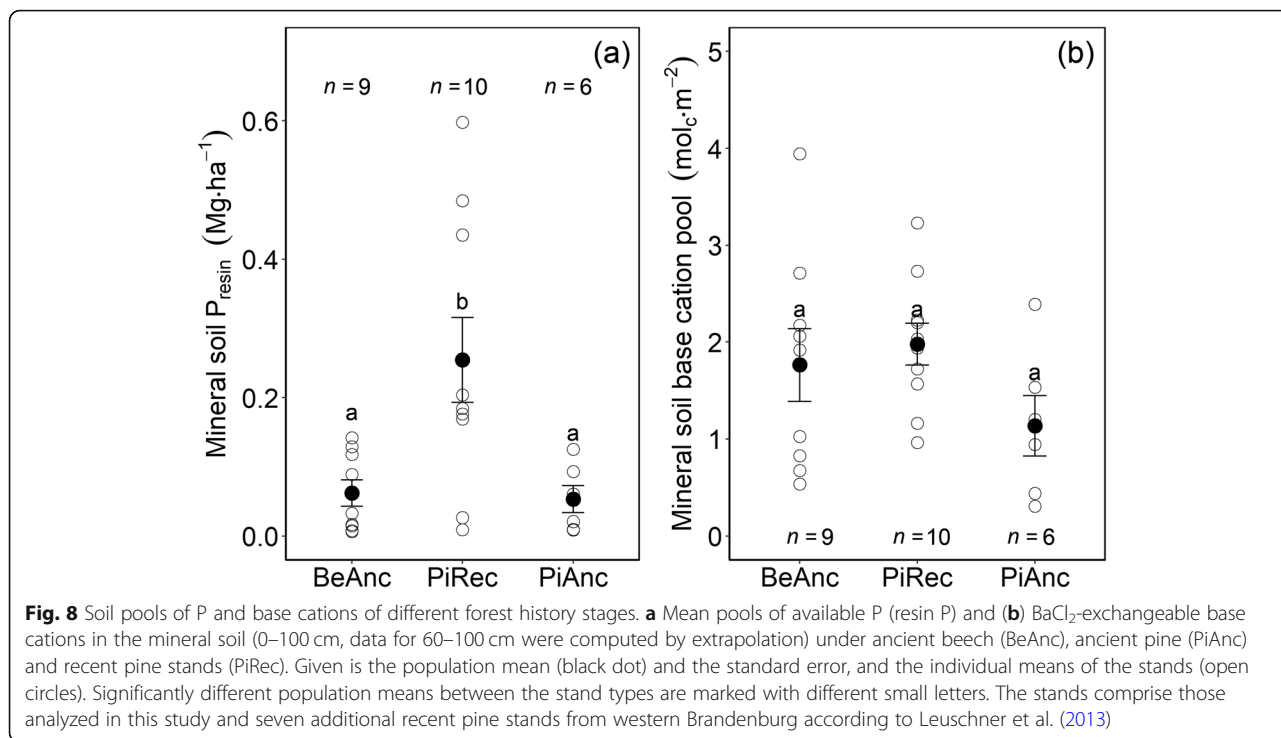 (a)
n = 9 n = 10 n = 6
Mineral soil P_resin (Mg·ha⁻¹)
0.6
0.4
0.2
0.0
a
b
a
BeAnc PiRec PiAnc
(b)
Mineral soil base cation pool (mol_c·m⁻²)
5
4
3
2
1
0
a
a
a
n = 9 n = 10 n = 6
BeAnc PiRec PiAnc
Fig. 8 Soil pools of P and base cations of different forest history stages. a Mean pools of available P (resin P) and (b) BaCl₂-exchangeable base
cations in the mineral soil (0–100 cm, data for 60–100 cm were computed by extrapolation) under ancient beech (BeAnc), ancient pine (PiAnc)
and recent pine stands (PiRec). Given is the population mean (black dot) and the standard error, and the individual means of the stands (open
circles). Significantly different population means between the stand types are marked with different small letters. The stands comprise those
analyzed in this study and seven additional recent pine stands from western Brandenburg according to Leuschner et al. (2013)